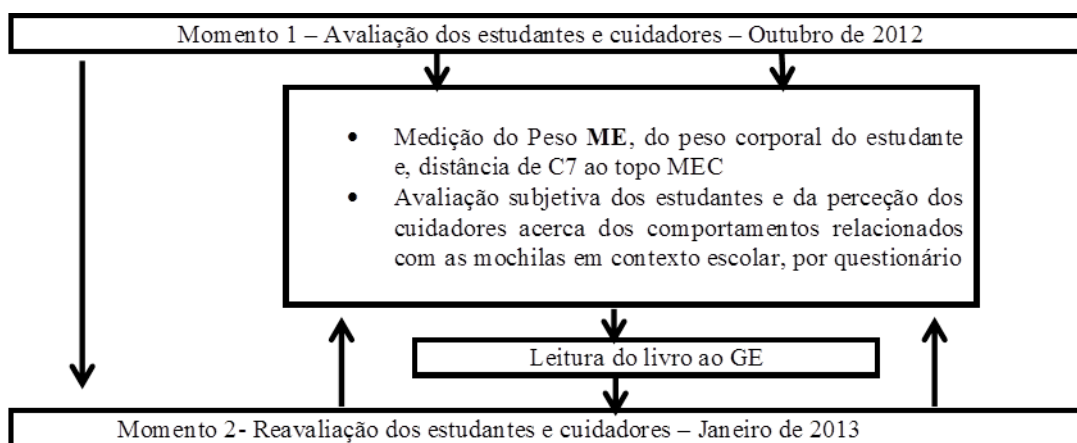 Momento 1 – Avaliação dos estudantes e cuidadores – Outubro de 2012
• Medição do Peso ME, do peso corporal do estudante
e, distância de C7 ao topo MEC
• Avaliação subjetiva dos estudantes e da perceção dos
cuidadores acerca dos comportamentos relacionados
com as mochilas em contexto escolar, por questionário
Leitura do livro ao GE
Momento 2- Reavaliação dos estudantes e cuidadores – Janeiro de 2013